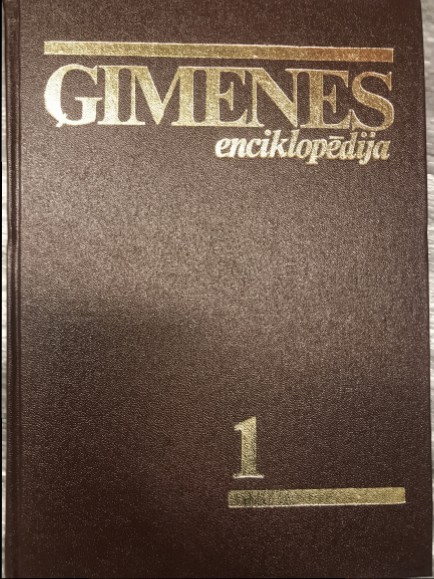 ĢIMENES
enciklopēdija
1